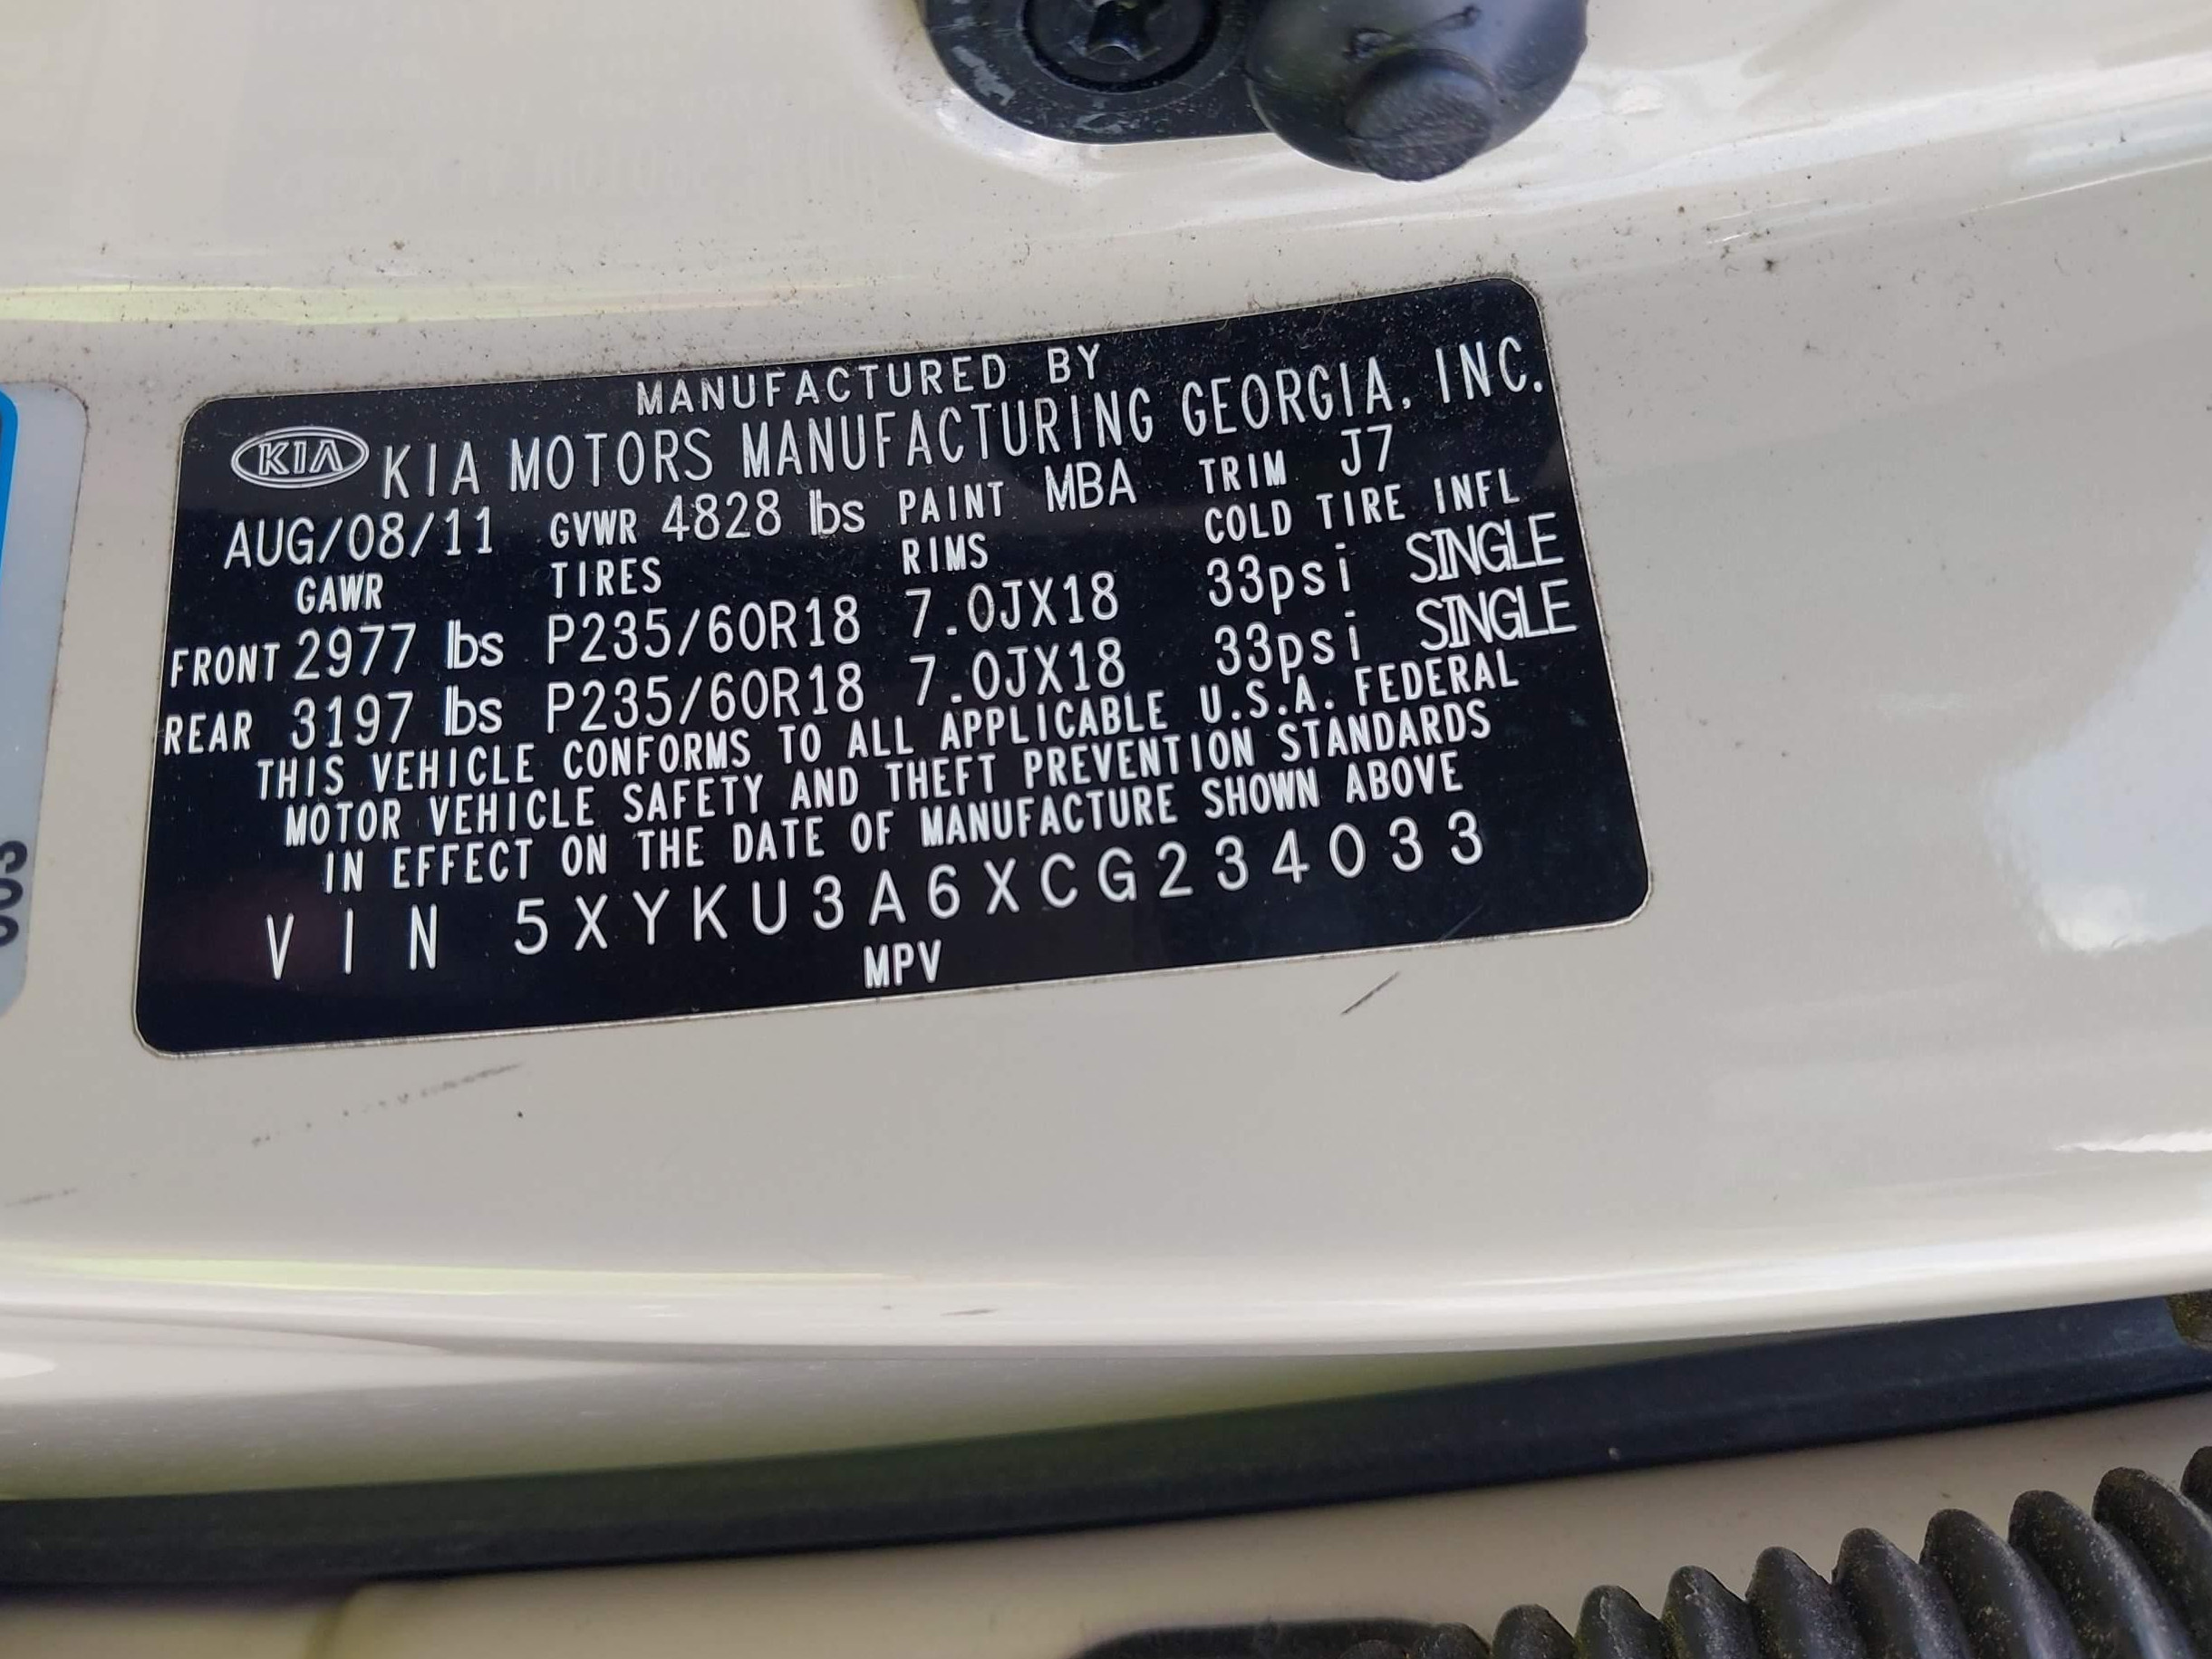 MANUFACTURED BY
KIA KIA MOTORS MANUFACTURING GEORGIA, INC.
AUG/08/11 GVWR 4828 lbs PAINT MBA TRIM J7
GAWR TIRES RIMS COLD TIRE INFL
FRONT 2977 lbs P235/60R18 7.0JX18 33psi SINGLE
REAR 3197 lbs P235/60R18 7.0JX18 33psi SINGLE
THIS VEHICLE CONFORMS TO ALL APPLICABLE U.S.A. FEDERAL
MOTOR VEHICLE SAFETY AND THEFT PREVENTION STANDARDS
IN EFFECT ON THE DATE OF MANUFACTURE SHOWN ABOVE
VIN 5XYKU3A6XCG234033
MPV